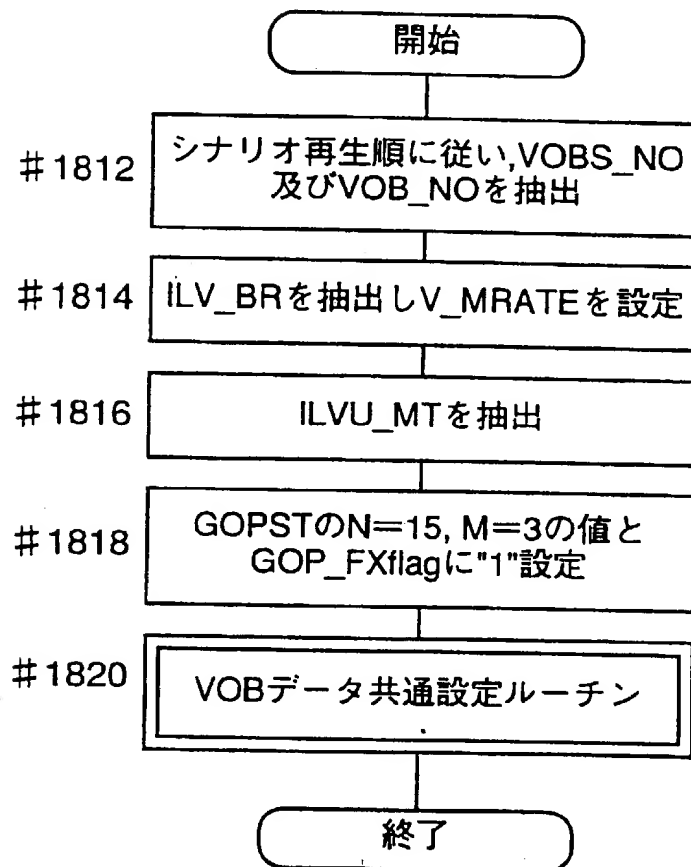 開始
#1812 シナリオ再生順に従い,VOBS_NO
及びVOB_NOを抽出
#1814 ILV_BRを抽出しV_MRATEを設定
#1816 ILVU_MTを抽出
#1818 GOPSTのN=15, M=3の値と
GOP_FXflagに"1"設定
#1820 VOBデータ共通設定ルーチン
終了